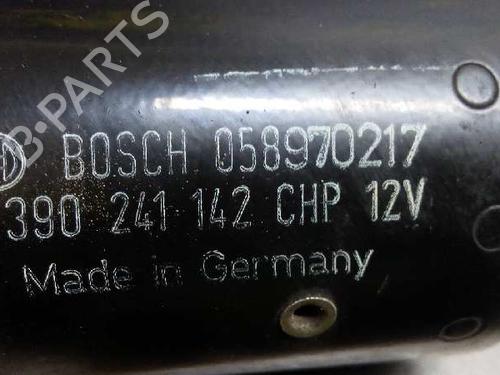 B-PARTS
BOSCH 058970217
390 241 142 CHP 12V
Made in Germany